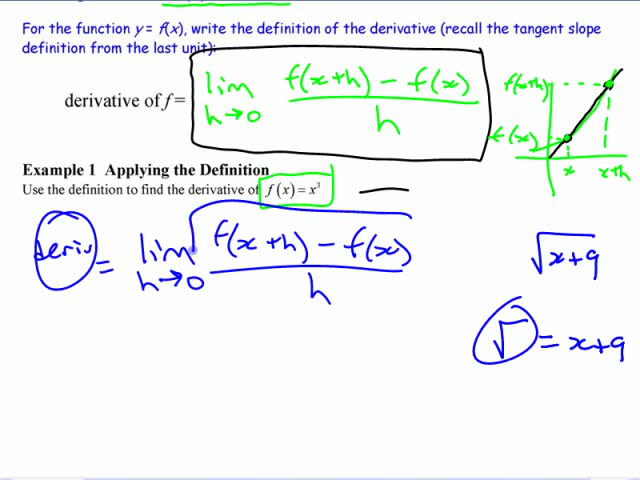 For the function y = f(x), write the definition of the derivative (recall the tangent slope
definition from the last unit):
derivative of f = lim h→0 f(x+h) − f(x) / h
f(x+h)
f(x)
x x+h
Example 1 Applying the Definition
Use the definition to find the derivative of f(x) = x³
deriv = lim h→0 f(x+h) − f(x) / h
√x+9
√ = x+9